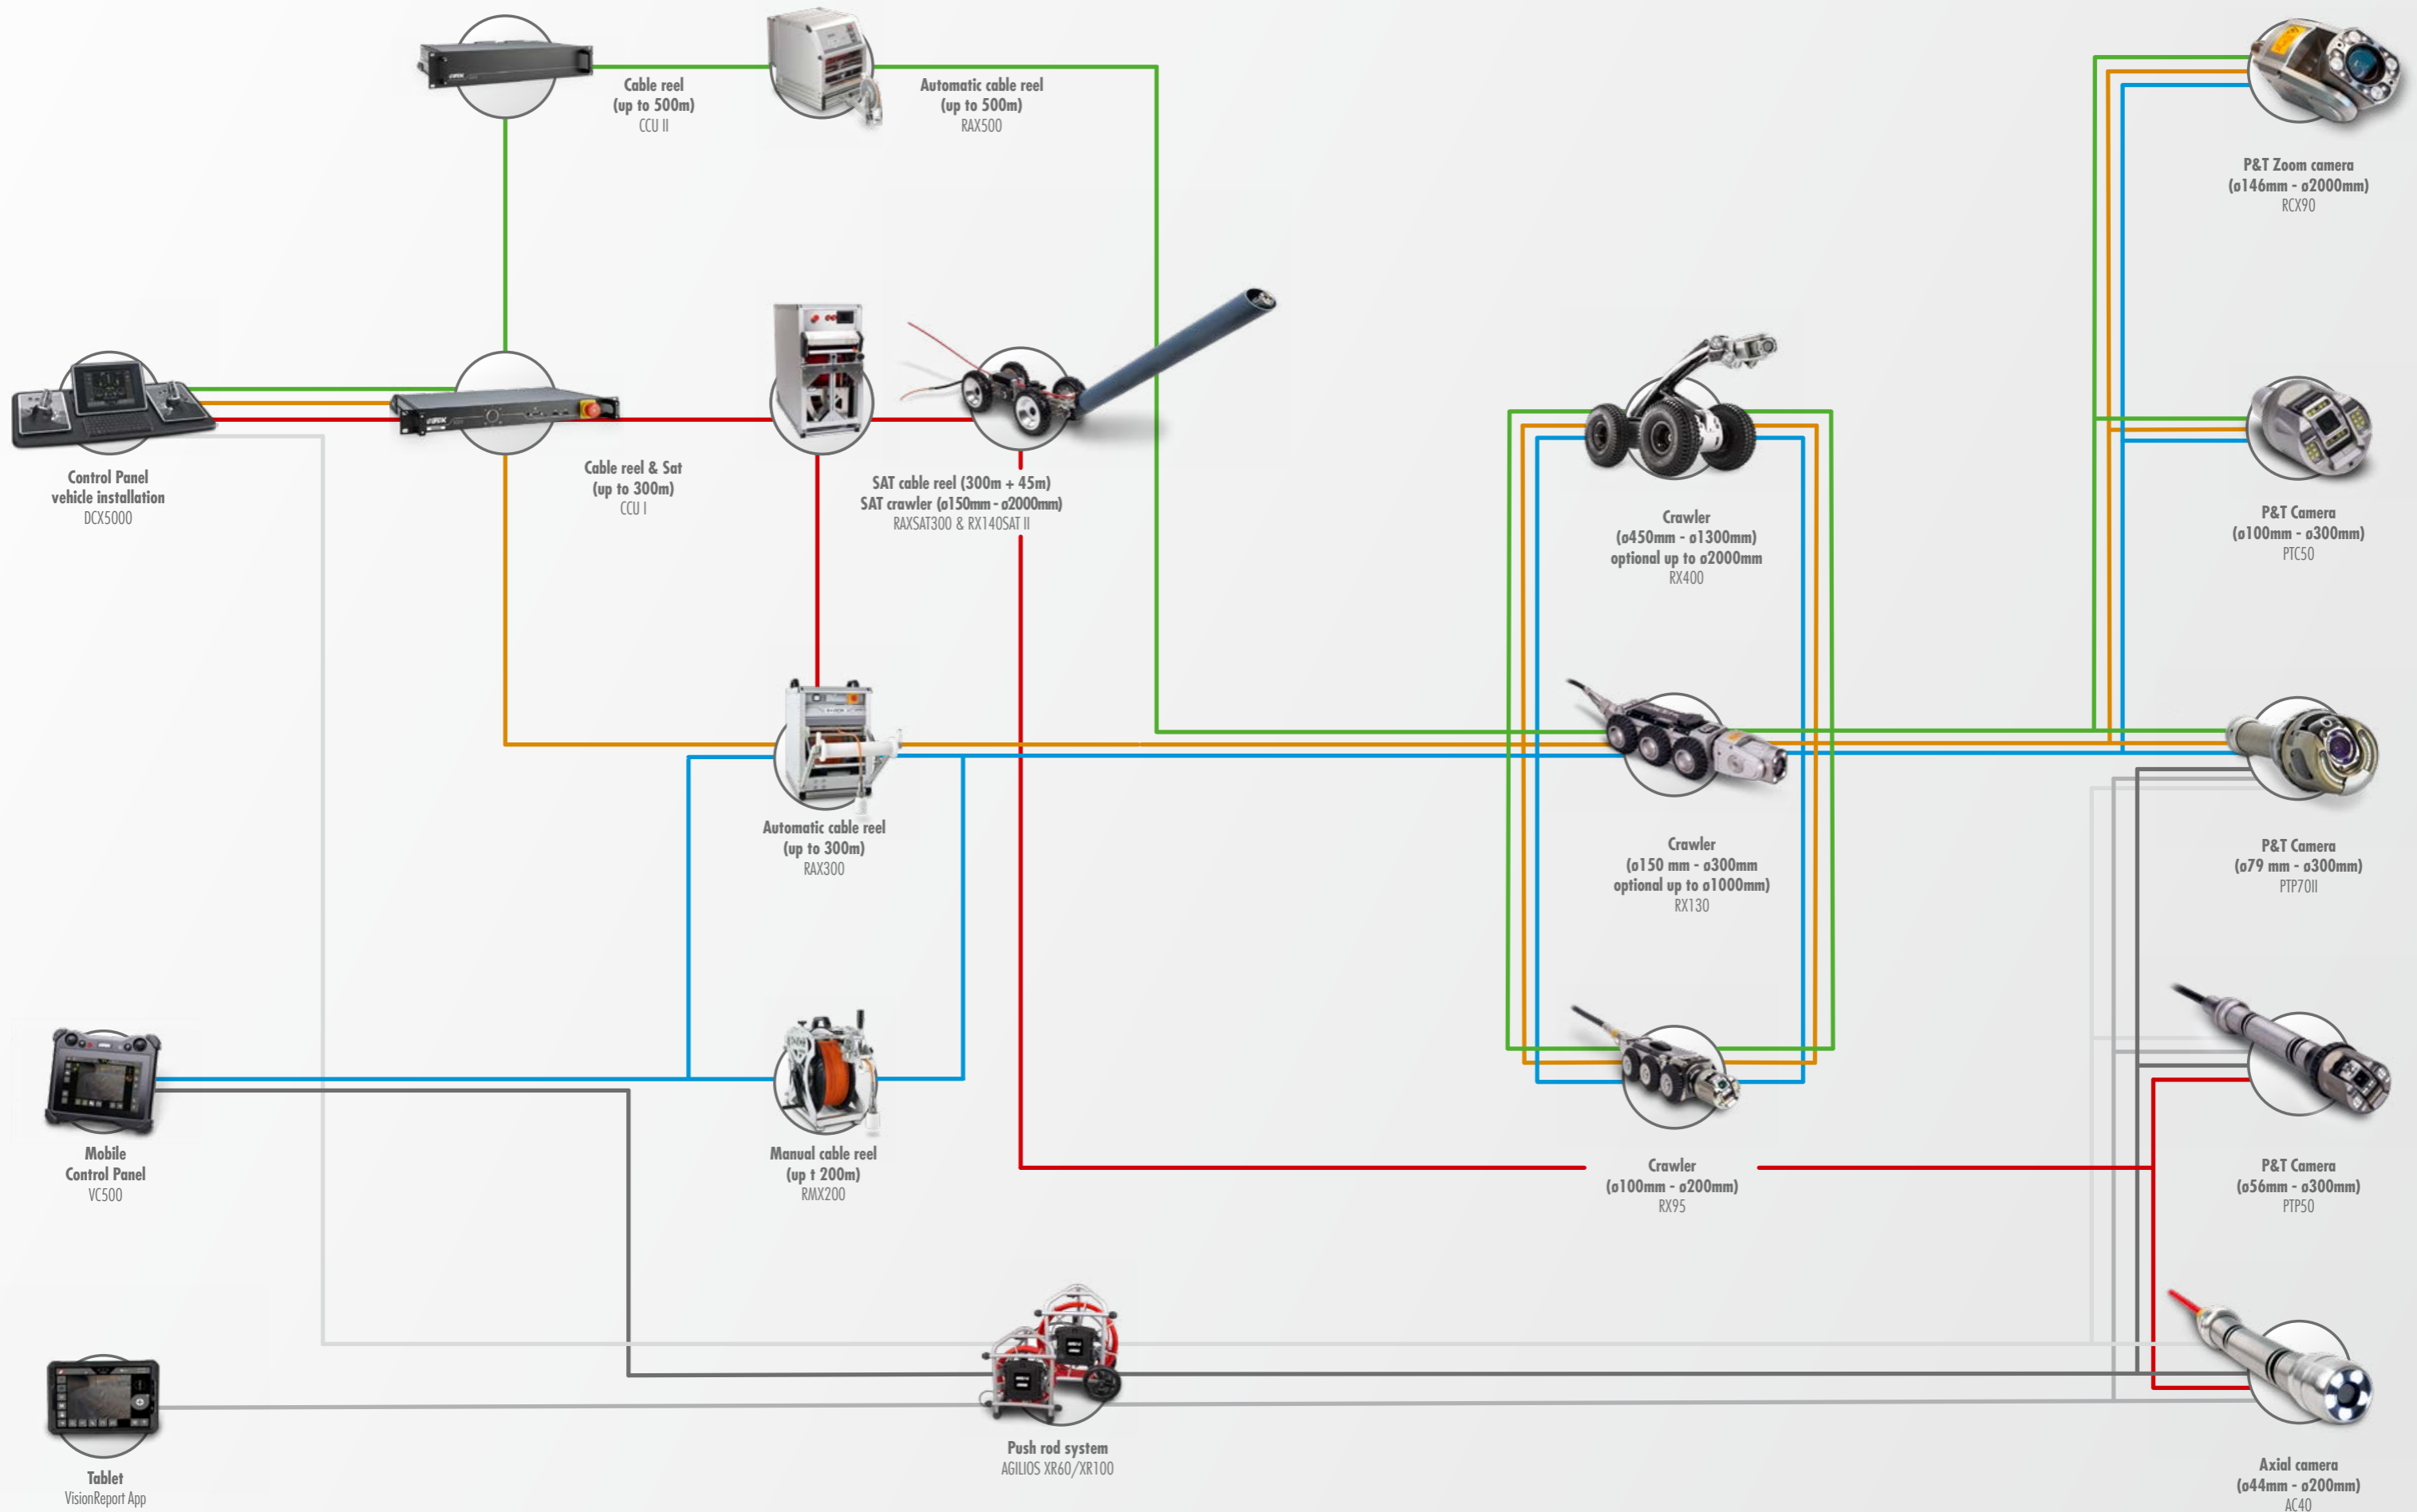 Cable reel
(up to 500m)
CCU II
Automatic cable reel
(up to 500m)
RAX500
P&T Zoom camera
(ø146mm - ø2000mm)
RCX90
Control Panel
vehicle installation
DCX5000
Cable reel & Sat
(up to 300m)
CCU I
SAT cable reel (300m + 45m)
SAT crawler (ø150mm - ø2000mm)
RAXSAT300 & RX140SAT II
Crawler
(ø450mm - ø1300mm)
optional up to ø2000mm
RX400
P&T Camera
(ø100mm - ø300mm)
PTC50
Automatic cable reel
(up to 300m)
RAX300
Crawler
(ø150 mm - ø300mm
optional up to ø1000mm)
RX130
P&T Camera
(ø79 mm - ø300mm)
PTP70II
Mobile
Control Panel
VC500
Manual cable reel
(up t 200m)
RMX200
Crawler
(ø100mm - ø200mm)
RX95
P&T Camera
(ø56mm - ø300mm)
PTP50
Tablet
VisionReport App
Push rod system
AGILIOS XR60/XR100
Axial camera
(ø44mm - ø200mm)
AC40